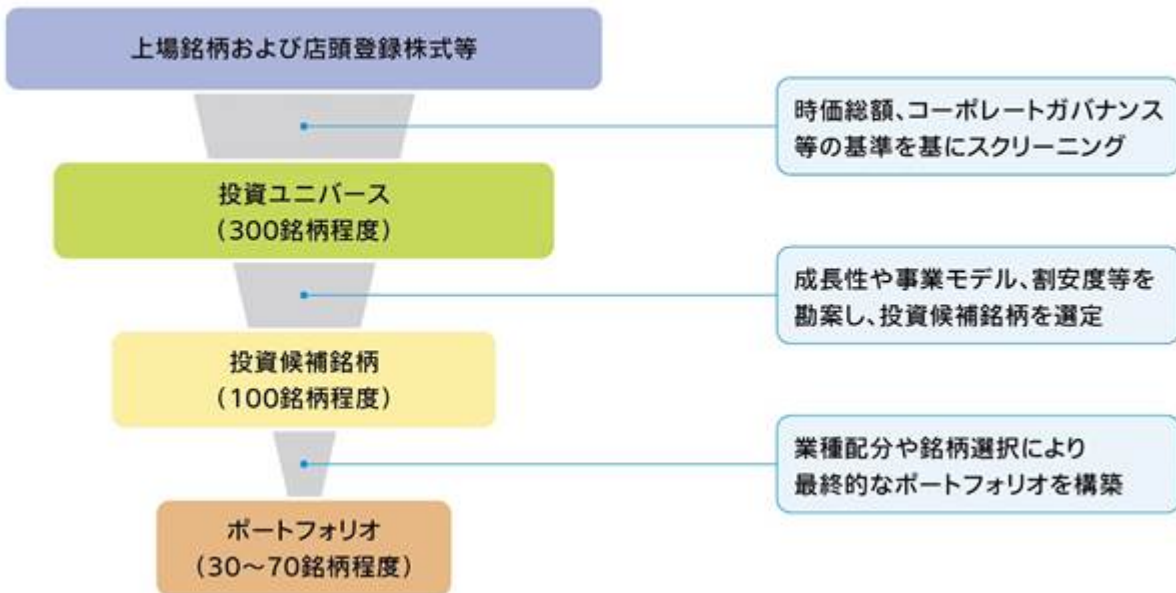 上場銘柄および店頭登録株式等
時価総額、コーポレートガバナンス
等の基準を基にスクリーニング
投資ユニバース
(300銘柄程度)
成長性や事業モデル、割安度等を
勘案し、投資候補銘柄を選定
投資候補銘柄
(100銘柄程度)
業種配分や銘柄選択により
最終的なポートフォリオを構築
ポートフォリオ
(30〜70銘柄程度)